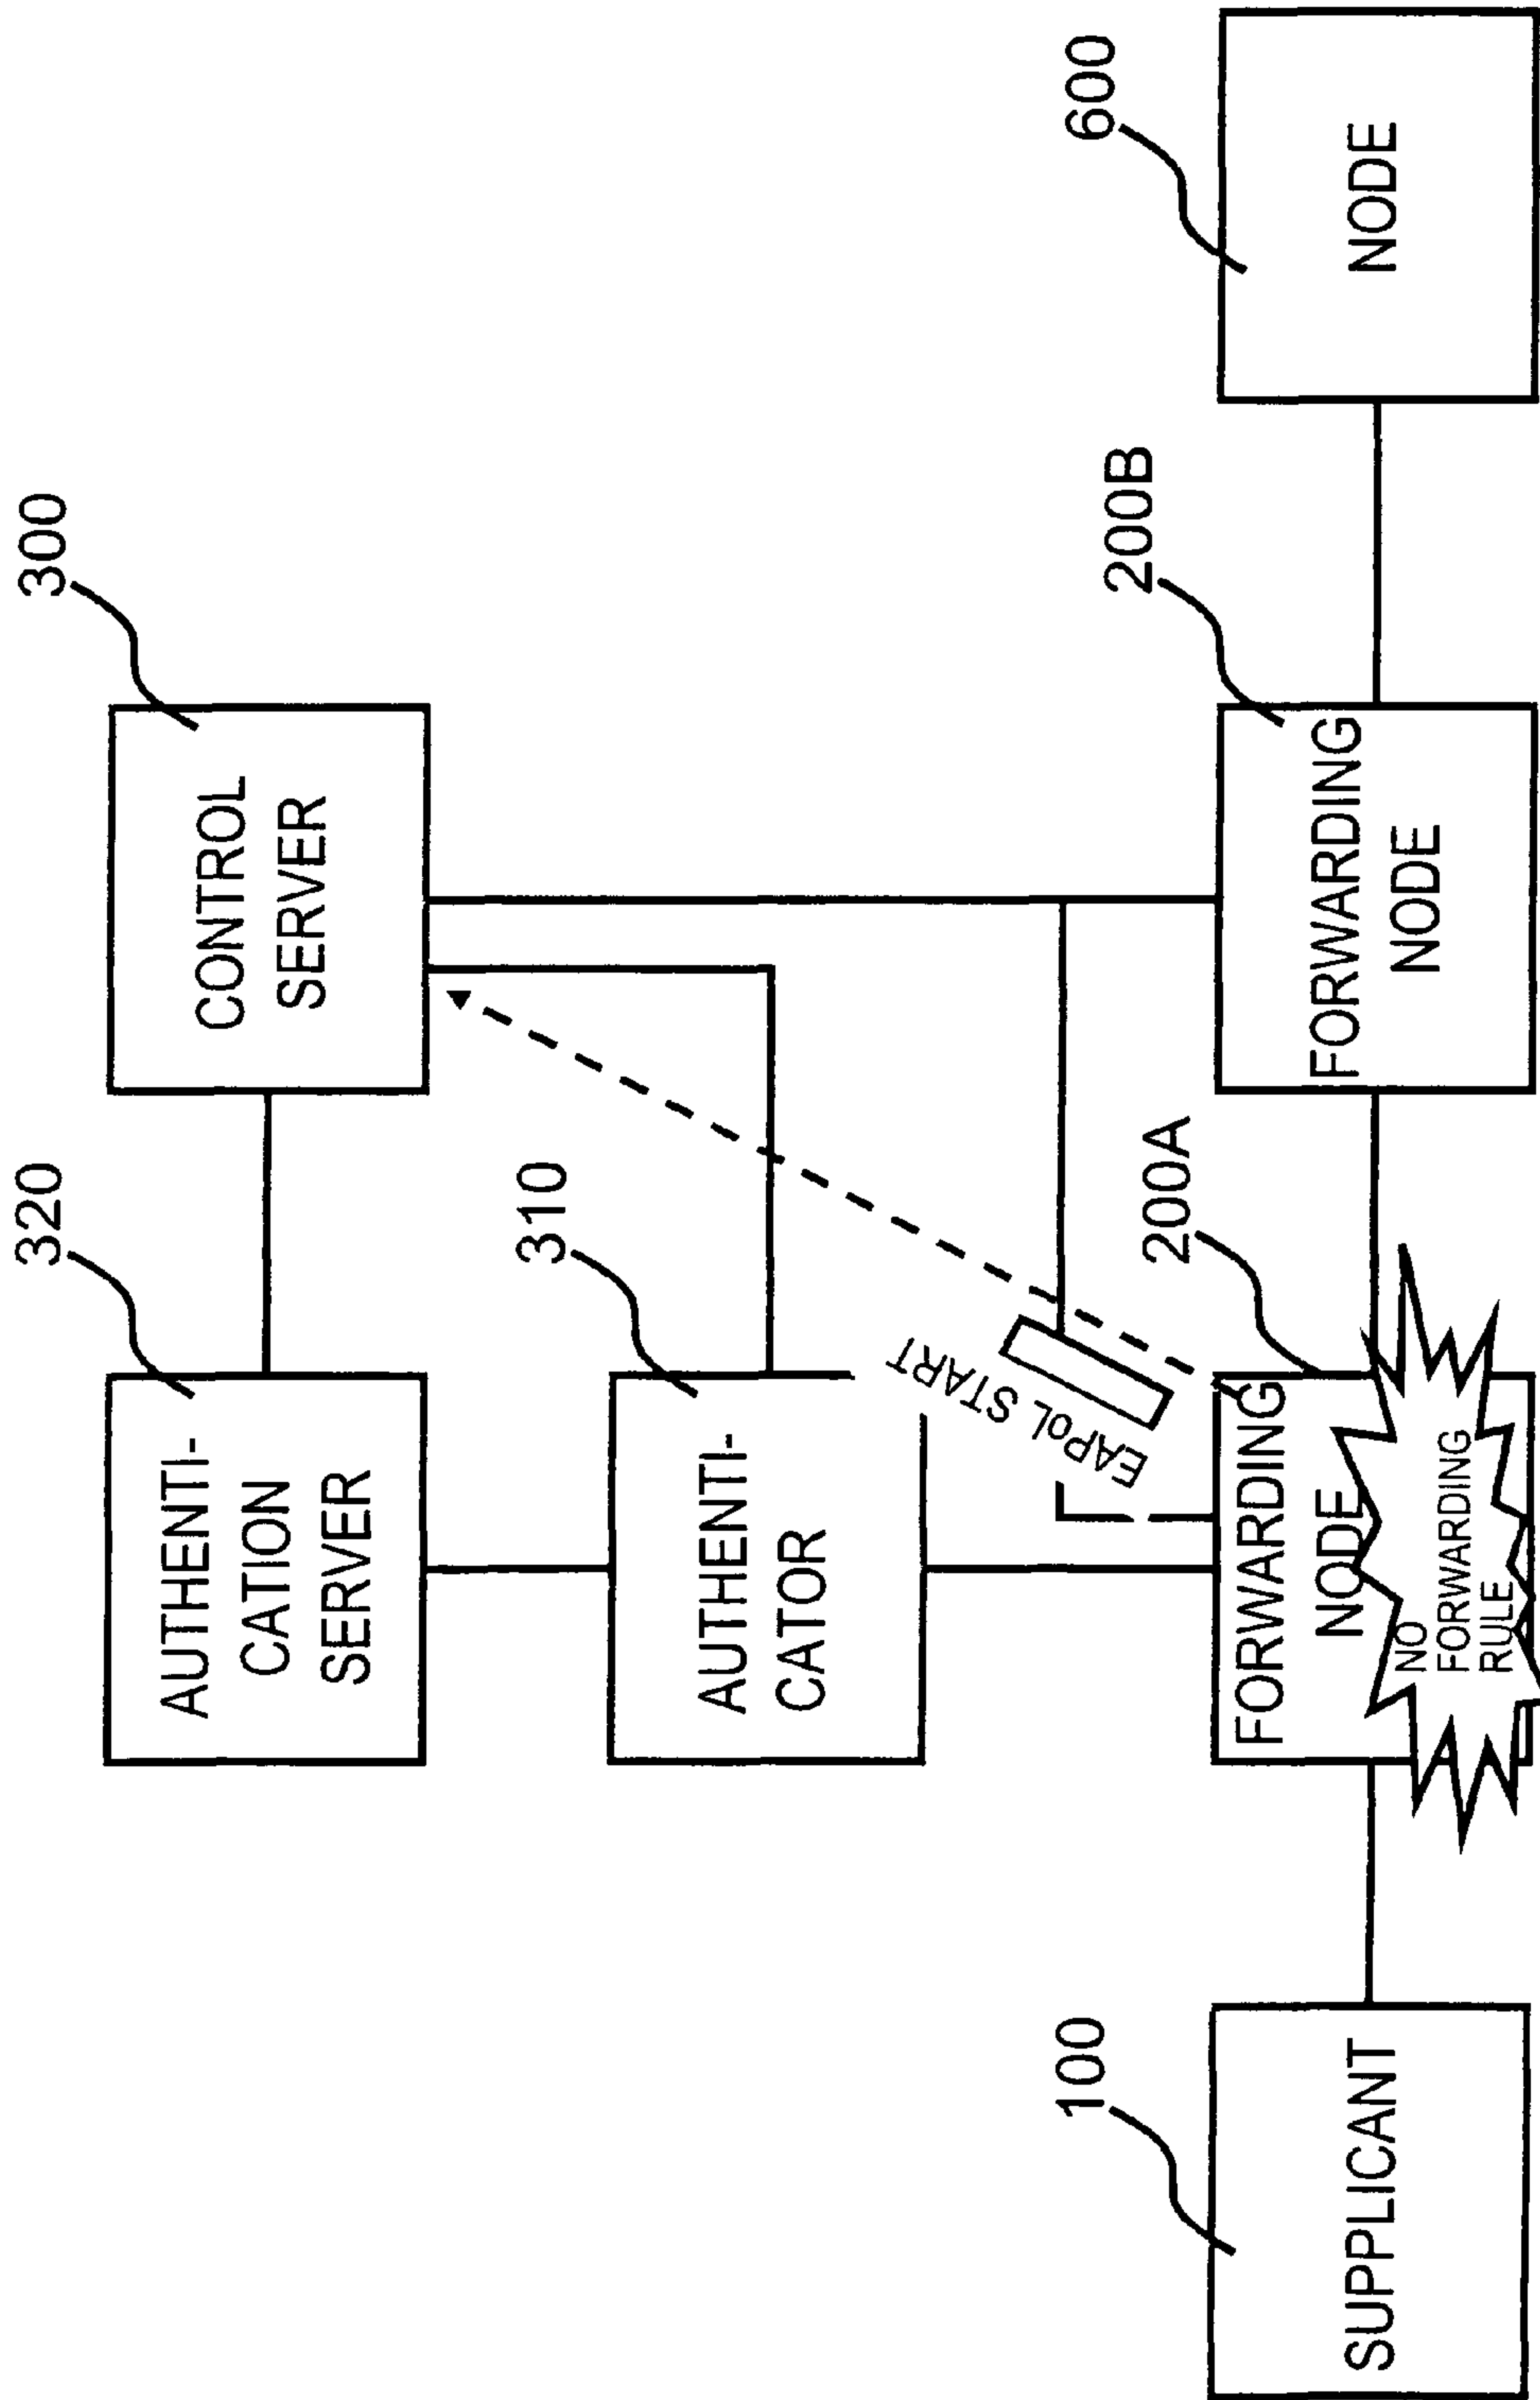 320
AUTHENTI-
CATION
SERVER
300
CONTROL
SERVER
310
AUTHENTI-
CATOR
EAPoL START
100
SUPPLICANT
200A
FORWARDING
NODE
NO
FORWARDING
RULE
200B
FORWARDING
NODE
600
NODE